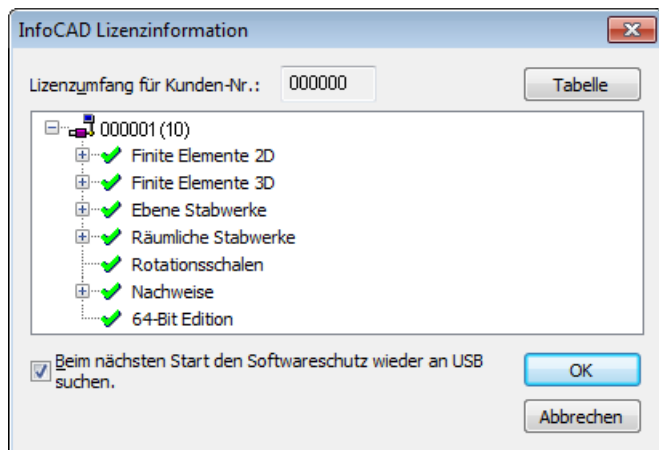 InfoCAD Lizenzinformation
Lizenzumfang für Kunden-Nr.: 000000 Tabelle
000001 (10)
Finite Elemente 2D
Finite Elemente 3D
Ebene Stabwerke
Räumliche Stabwerke
Rotationsschalen
Nachweise
64-Bit Edition
Beim nächsten Start den Softwareschutz wieder an USB
suchen.
OK
Abbrechen